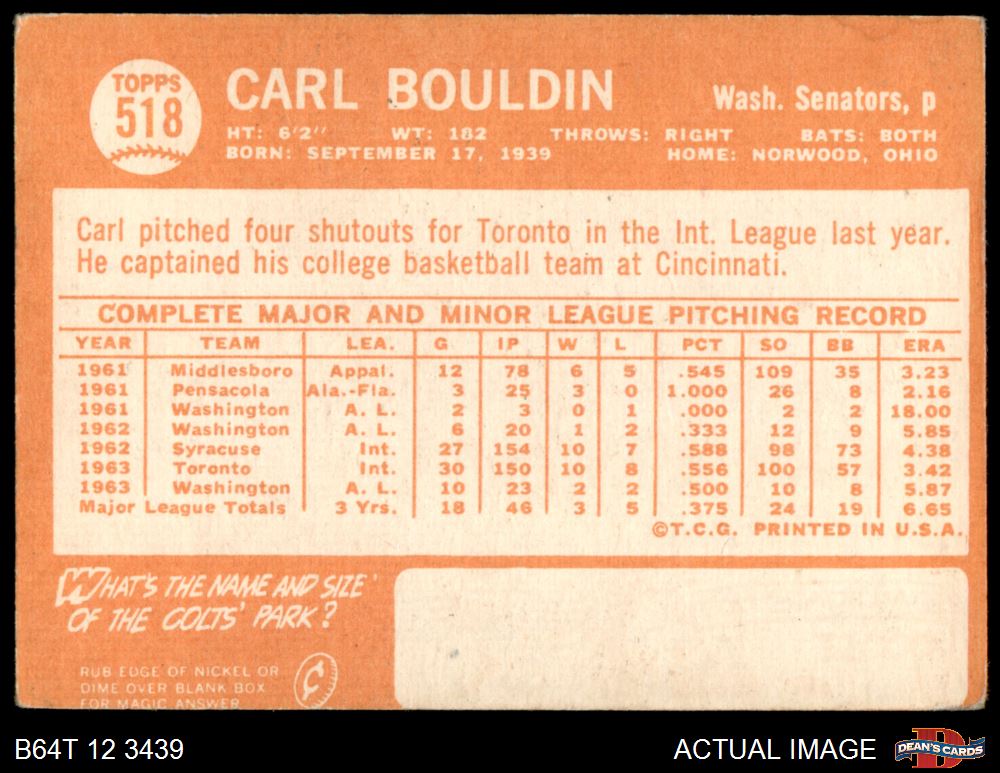 TOPPS
518
CARL BOULDIN
Wash. Senators, p
HT: 6'2" WT: 182 THROWS: RIGHT BATS: BOTH
BORN: SEPTEMBER 17, 1939 HOME: NORWOOD, OHIO
Carl pitched four shutouts for Toronto in the Int. League last year.
He captained his college basketball team at Cincinnati.
COMPLETE MAJOR AND MINOR LEAGUE PITCHING RECORD
YEAR TEAM LEA. G IP W L PCT SO BB ERA
1961 Middlesboro Appal. 12 78 6 5 .545 109 35 3.23
1961 Pensacola Ala.-Fla. 3 25 3 0 1.000 26 8 2.16
1961 Washington A. L. 2 3 0 1 .000 2 2 18.00
1962 Washington A. L. 6 20 1 2 .333 12 9 5.85
1962 Syracuse Int. 27 154 10 7 .588 98 73 4.38
1963 Toronto Int. 30 150 10 8 .556 100 57 3.42
1963 Washington A. L. 10 23 2 2 .500 10 8 5.87
Major League Totals 3 Yrs. 18 46 3 5 .375 24 19 6.65
©T.C.G. PRINTED IN U.S.A.
WHAT'S THE NAME AND SIZE
OF THE COLTS' PARK?
RUB EDGE OF NICKEL OR
DIME OVER BLANK BOX
FOR MAGIC ANSWER
B64T 12 3439
ACTUAL IMAGE
D
DEAN'S CARDS